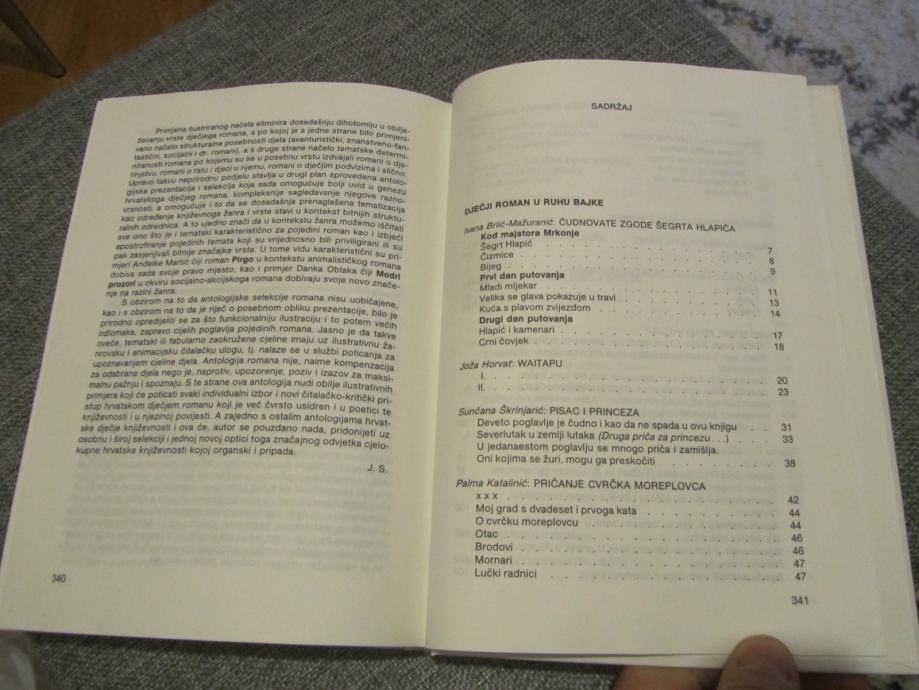 Primjena ilustriranog načela eliminira dosadašnju dihotomiju u obilje-
žavanju vrste dječjega romana, a po kojoj je s jedne strane bilo primjenji-
vano načelo strukturalne posebnosti djela (avanturistički, znanstveno-fan-
tastični, socijalni i dr. romani), a s druge strane načelo tematske determi-
niranosti romana po kojemu su se u posebnu vrstu izdvajali romani o dje-
tinjstvu, romani o ratu i djeci u njemu, romani o dječjim podvizima i slično.
Upravo takvu neprirodnu podjelu stavlja u drugi plan sprovedena antolo-
gijska prezentacija i selekcija koja sada omogućuje bolji uvid u genezu
hrvatskoga dječjeg romana, kompleksnije sagledavanje njegove razno-
vrsnosti, a omogućuje i to da se dosadašnja prenaglašena tematizacija
kao određenje književnoga žanra i vrste stavi u kontekst bitnijih struktu-
ralnih odrednica. A to ujedno znači da u kontekstu žanra možemo iščitati
sve ono što je i tematski karakteristično za pojedini roman kao i izbjeći
apostrofiranje pojedinih temata koji su vrijednosno bili priviligirani ili su
pak zasjenjivali bitnije značajke vrste. U tome vidu karakteristični su pri-
mjeri Anđelke Martić čiji roman Pirgo u kontekstu animalističkog romana
dobiva sada svoje pravo mjesto, kao i primjer Danka Oblaka čiji Modri
prozori u okviru socijalno-akcijskoga romana dobivaju svoje novo znače-
nje na razini žanra.
S obzirom na to da antologijske selekcije romana nisu uobičajene,
kao i s obzirom na to da je riječ o posebnom obliku prezentacije, bilo je
prirodno opredijeliti se za što funkcionalniju ilustraciju i to potem većih
odlomaka, zapravo cijelih poglavlja pojedinih romana. Jasno je da takve
oveće, tematski ili fabularno zaokružene cjeline imaju uz ilustrativnu ža-
nrovsku i animacijsku čitalačku ulogu, tj. nalaze se u službi poticanja za
upoznavanjem cjeline djela. Antologija romana nije, naime kompenzacija
za odabrana djela nego je, naprotiv, upozorenje, poziv i izazov za maksi-
malnu pažnju i spoznaju. S te strane ova antologija nudi obilje ilustrativnih
primjera koji će poticati svaki individualni izbor i novi čitalačko-kritički pri-
stup hrvatskom dječjem romanu koji je već čvrsto usidren i u poetici te
književnosti i u njezinoj povijesti. A zajedno s ostalim antologijama hrvat-
ske dječje književnosti i ova će, autor se pouzdano nada, pridonijeti uz
osobnu i široj selekciji i jednoj novoj optici toga značajnog odvjetka cjelo-
kupne hrvatske književnosti kojoj organski i pripada.
J. S.
340
SADRŽAJ
DJEČJI ROMAN U RUHU BAJKE
Ivana Brlić-Mažuranić: ČUDNOVATE ZGODE ŠEGRTA HLAPIĆA
Kod majstora Mrkonje
Šegrt Hlapić . . . 7
Čizmice . . . 8
Bijeg . . . 9
Prvi dan putovanja
Mladi mljekar . . . 11
Velika se glava pokazuje u travi . . . 13
Kuća s plavom zvijezdom . . . 14
Drugi dan putovanja
Hlapić i kamenari . . . 17
Crni čovjek . . . 18
Joža Horvat: WAITAPU
I. . . . 20
II. . . . 23
Sunčana Škrinjarić: PISAC I PRINCEZA
Deveto poglavlje je čudno i kao da ne spada u ovu knjigu 31
Severlutak u zemlji lutaka (Druga priča za princezu . . .) . 33
U jedanaestom poglavlju se mnogo priča i zamišlja.
Oni kojima se žuri, mogu ga preskočiti . . . 38
Palma Katalinić: PRIČANJE CVRČKA MOREPLOVCA
x x x . . . 42
Moj grad s dvadeset i prvoga kata . . . 44
O cvrčku moreplovcu . . . 44
Otac . . . 46
Brodovi . . . 46
Mornari . . . 47
Lučki radnici . . . 47
341